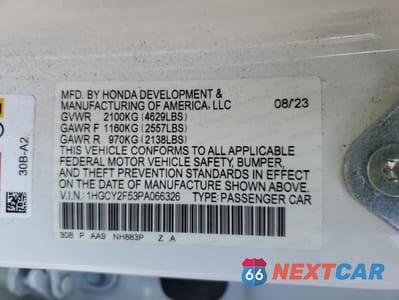 MFD. BY HONDA DEVELOPMENT &
MANUFACTURING OF AMERICA, LLC 08/'23
GVWR 2100KG (4629LBS)
GAWR F 1160KG (2557LBS)
GAWR R 970KG (2138LBS)
THIS VEHICLE CONFORMS TO ALL APPLICABLE
FEDERAL MOTOR VEHICLE SAFETY, BUMPER,
AND THEFT PREVENTION STANDARDS IN EFFECT
ON THE DATE OF MANUFACTURE SHOWN ABOVE.
V.I.N.: 1HGCY2F53PA066326 TYPE: PASSENGER CAR
30B P AA9 NH883P Z A
30B-A2
66 NEXTCAR